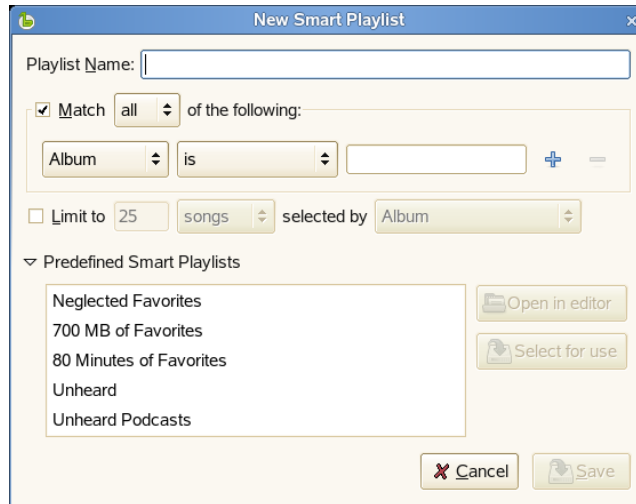 New Smart Playlist
Playlist Name:
Match all of the following:
Album is
Limit to 25 songs selected by Album
Predefined Smart Playlists
Neglected Favorites
Open in editor
700 MB of Favorites
80 Minutes of Favorites
Select for use
Unheard
Unheard Podcasts
Cancel Save